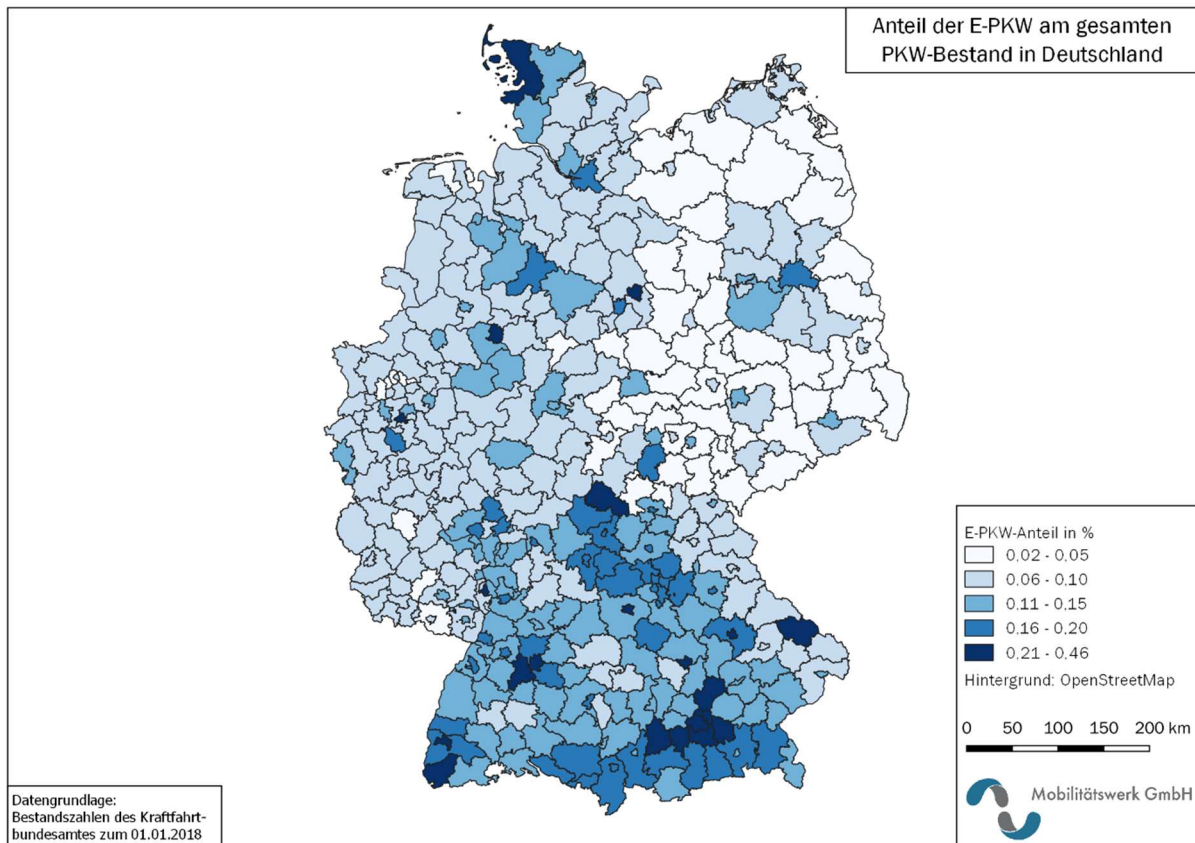 Anteil der E-PKW am gesamten
PKW-Bestand in Deutschland
E-PKW-Anteil in %
0,02 - 0,05
0,06 - 0,10
0,11 - 0,15
0,16 - 0,20
0,21 - 0,46
Hintergrund: OpenStreetMap
0 50 100 150 200 km
Mobilitätswerk GmbH
Datengrundlage:
Bestandszahlen des Kraftfahrt-
bundesamtes zum 01.01.2018